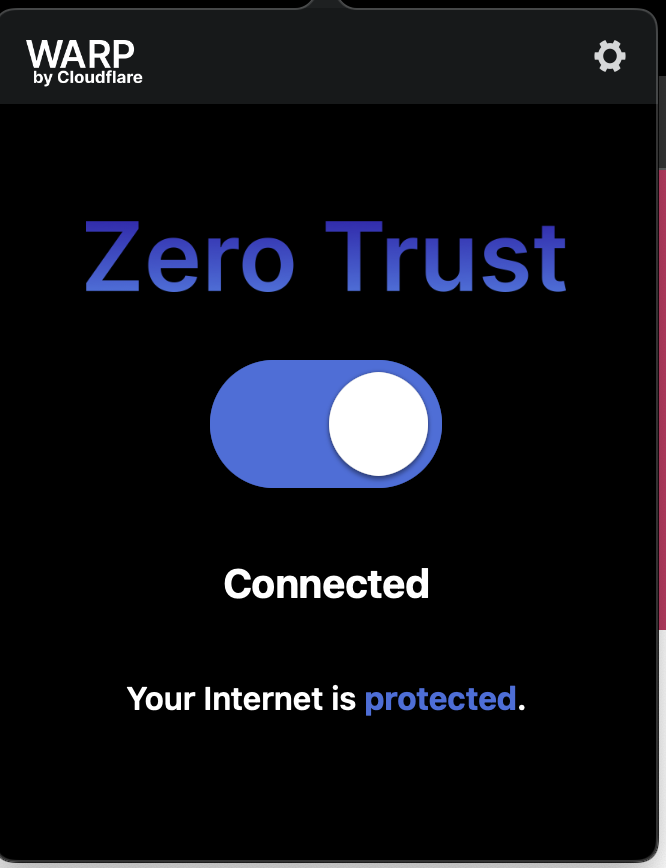 WARP
by Cloudflare
Zero Trust
Connected
Your Internet is protected.